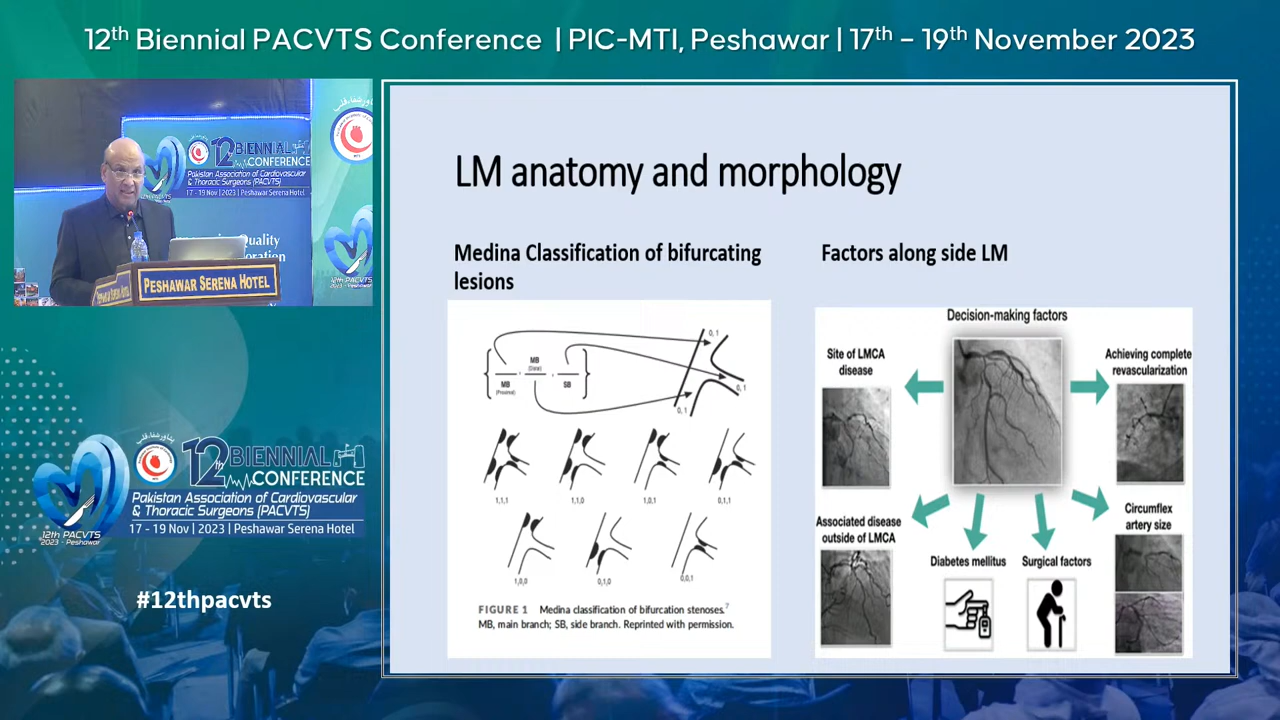 12th Biennial PACVTS Conference | PIC-MTI, Peshawar | 17th – 19th November 2023
12 BIENNIAL
CONFERENCE
Pakistan Association of Cardiovascular
& Thoracic Surgeons (PACVTS)
17 - 19 Nov | 2023 | Peshawar Serena Hotel
Quality
12th PACVTS
PESHAWAR SERENA HOTEL
12th BIENNIAL
CONFERENCE
Pakistan Association of Cardiovascular
& Thoracic Surgeons (PACVTS)
17 - 19 Nov | 2023 | Peshawar Serena Hotel
12th PACVTS
2023 - Peshawar
#12thpacvts
LM anatomy and morphology
Medina Classification of bifurcating
lesions
MB
(Distal)
MB
(Proximal)
SB
0, 1
0, 1
0, 1
1,1,1
1,1,0
1,0,1
0,1,1
1,0,0
0,1,0
0,0,1
FIGURE 1 Medina classification of bifurcation stenoses.7
MB, main branch; SB, side branch. Reprinted with permission.
Factors along side LM
Decision-making factors
Site of LMCA
disease
Achieving complete
revascularization
Associated disease
outside of LMCA
Diabetes mellitus
Surgical factors
Circumflex
artery size